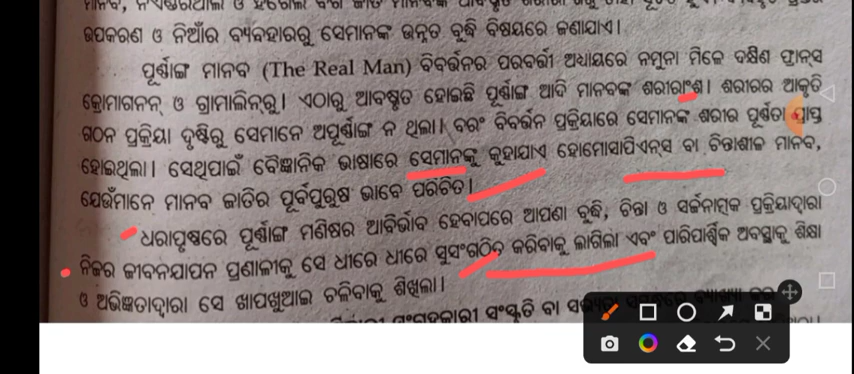 ମାନବ,
ଉପକରଣ ଓ ନିଆଁର ବ୍ୟବହାରରୁ ସେମାନଙ୍କ ଉନ୍ନତ ବୁଦ୍ଧି ବିଷୟରେ ଜଣାଯାଏ।
ପୂର୍ଣ୍ଣାଙ୍ଗ ମାନବ (The Real Man) ବିବର୍ତ୍ତନର ପରବର୍ତ୍ତୀ ଅଧ୍ୟାୟରେ ନମୁନା ମିଳେ ଦକ୍ଷିଣ ଫ୍ରାନ୍ସ
କ୍ରୋମାଗନନ୍ ଓ ଗ୍ରାମାଲିନରୁ। ଏଠାରୁ ଆବିଷ୍କୃତ ହୋଇଛି ପୂର୍ଣ୍ଣାଙ୍ଗ ଆଦି ମାନବଙ୍କ ଶରୀରାଂଶ। ଶରୀରର ଆକୃତି
ଗଠନ ପ୍ରକ୍ରିୟା ଦୃଷ୍ଟିରୁ ସେମାନେ ଅପୂର୍ଣ୍ଣାଙ୍ଗ ନ ଥିଲା। ବରଂ ବିବର୍ତ୍ତନ ପ୍ରକ୍ରିୟାରେ ସେମାନଙ୍କ ଶରୀର ପୂର୍ଣ୍ଣତା ପ୍ରାପ୍ତ
ହୋଇଥିଲା। ସେଥିପାଇଁ ବୈଜ୍ଞାନିକ ଭାଷାରେ ସେମାନଙ୍କୁ କୁହାଯାଏ ହୋମୋସାପିଏନ୍ସ ବା ଚିନ୍ତାଶୀଳ ମାନବ,
ଯେଉଁମାନେ ମାନବ ଜାତିର ପୂର୍ବପୁରୁଷ ଭାବେ ପରିଚିତ।
ଧରାପୃଷ୍ଠରେ ପୂର୍ଣ୍ଣାଙ୍ଗ ମଣିଷର ଆବିର୍ଭାବ ହେବାପରେ ଆପଣା ବୁଦ୍ଧି, ଚିନ୍ତା ଓ ସର୍ଜନାତ୍ମକ ପ୍ରକ୍ରିୟାଦ୍ୱାରା
ନିଜର ଜୀବନଯାପନ ପ୍ରଣାଳୀକୁ ସେ ଧୀରେ ଧୀରେ ସୁସଂଗଠିତ କରିବାକୁ ଲାଗିଲା ଏବଂ ପାରିପାର୍ଶ୍ୱିକ ଅବସ୍ଥାକୁ ଶିକ୍ଷା
ଓ ଅଭିଜ୍ଞତାଦ୍ୱାରା ସେ ଖାପଖୁଆଇ ଚଳିବାକୁ ଶିଖିଲା।
ସଂସ୍କୃତି ବା